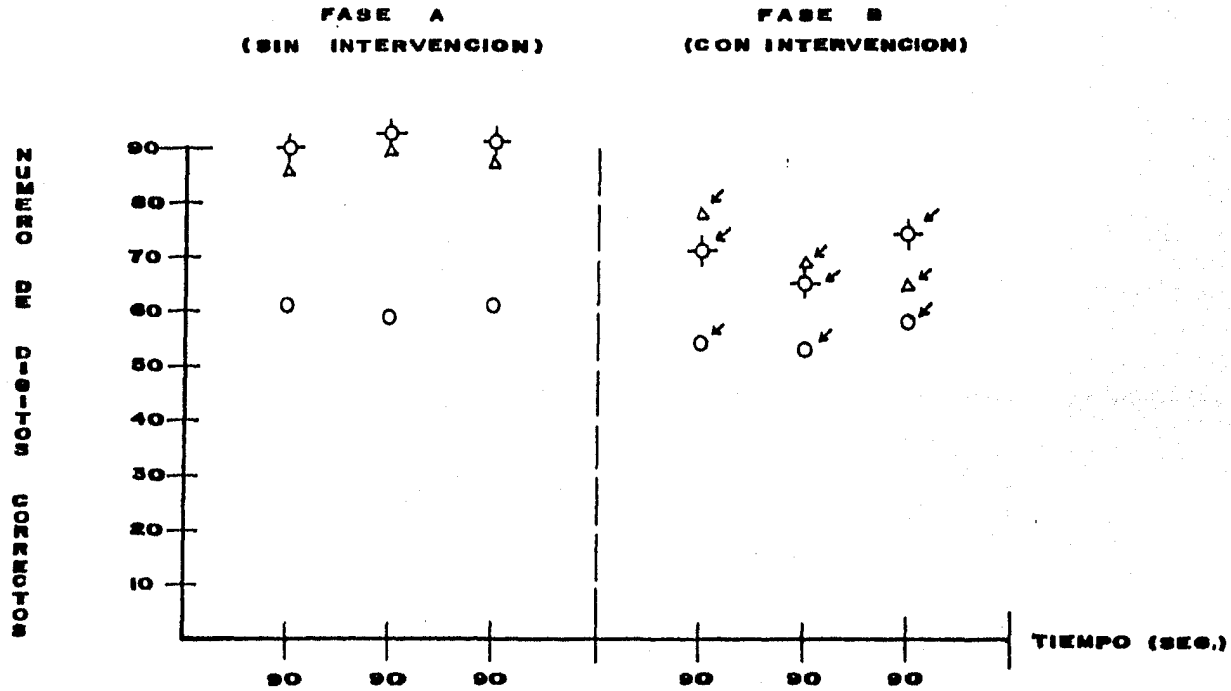 FASE A
(SIN INTERVENCION)
FASE B
(CON INTERVENCION)
NUMERO DE DIGITOS CORRECTOS
90
80
70
60
50
40
30
20
10
90 90 90 90 90 90
TIEMPO (SEG.)